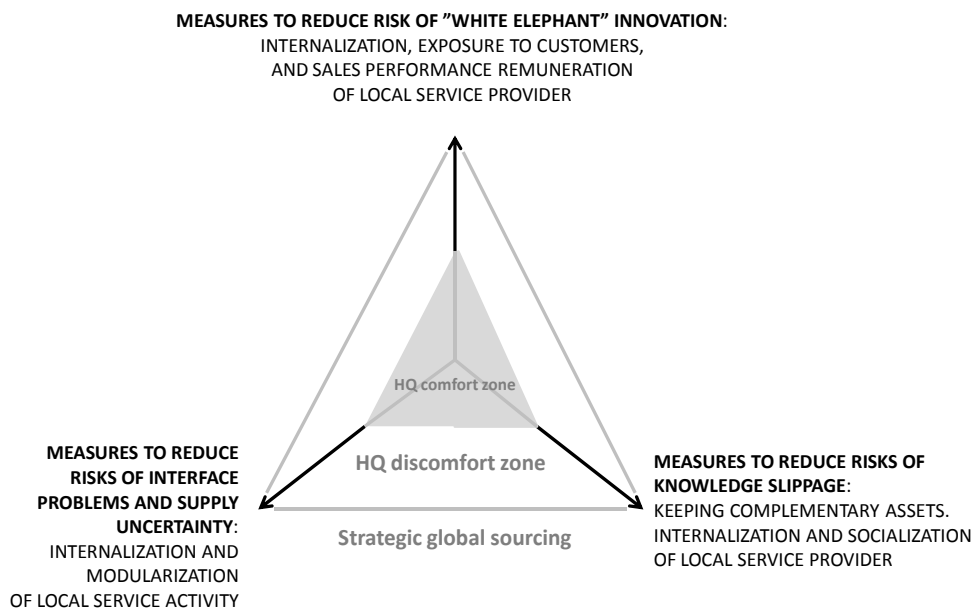 MEASURES TO REDUCE RISK OF ”WHITE ELEPHANT” INNOVATION:
INTERNALIZATION, EXPOSURE TO CUSTOMERS,
AND SALES PERFORMANCE REMUNERATION
OF LOCAL SERVICE PROVIDER
HQ comfort zone
HQ discomfort zone
Strategic global sourcing
MEASURES TO REDUCE
RISKS OF INTERFACE
PROBLEMS AND SUPPLY
UNCERTAINTY:
INTERNALIZATION AND
MODULARIZATION
OF LOCAL SERVICE ACTIVITY
MEASURES TO REDUCE RISKS OF
KNOWLEDGE SLIPPAGE:
KEEPING COMPLEMENTARY ASSETS.
INTERNALIZATION AND SOCIALIZATION
OF LOCAL SERVICE PROVIDER